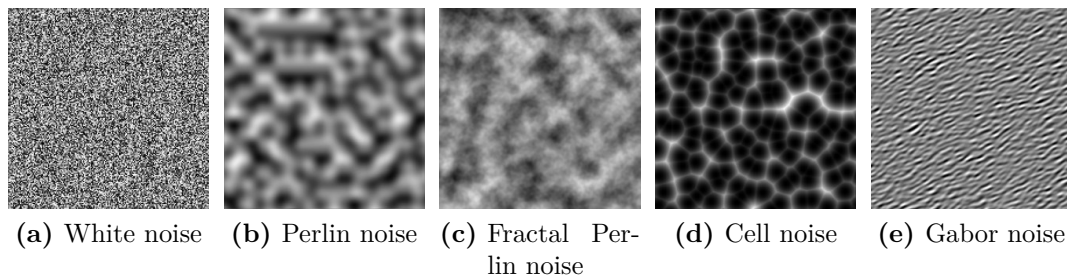 (a) White noise
(b) Perlin noise
(c) Fractal Per-
lin noise
(d) Cell noise
(e) Gabor noise